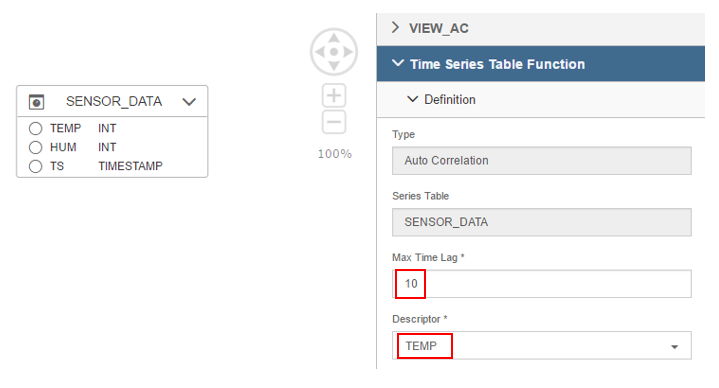 SENSOR_DATA
TEMP INT
HUM INT
TS TIMESTAMP
100%
VIEW_AC
Time Series Table Function
Definition
Type
Auto Correlation
Series Table
SENSOR_DATA
Max Time Lag *
10
Descriptor *
TEMP